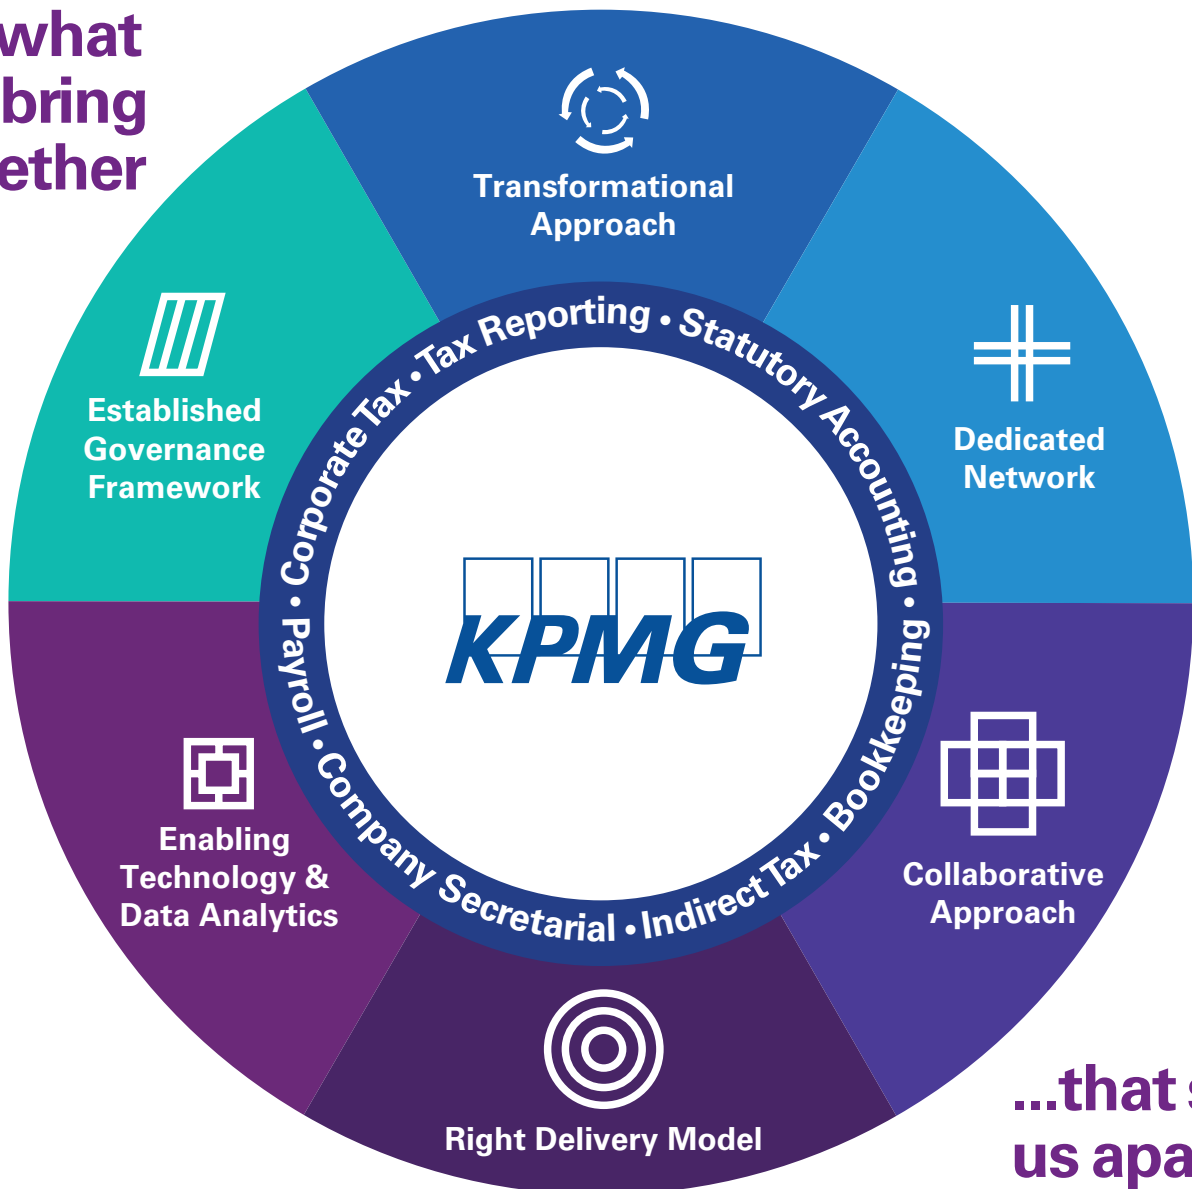 what
bring
ether
Transformational
Approach
Dedicated
Network
Collaborative
Approach
Right Delivery Model
Enabling
Technology &
Data Analytics
Established
Governance
Framework
• Corporate Tax • Tax Reporting • Statutory Accounting •
Payroll • Company Secretarial • Indirect Tax • Bookkeeping
KPMG
...that s
us apa